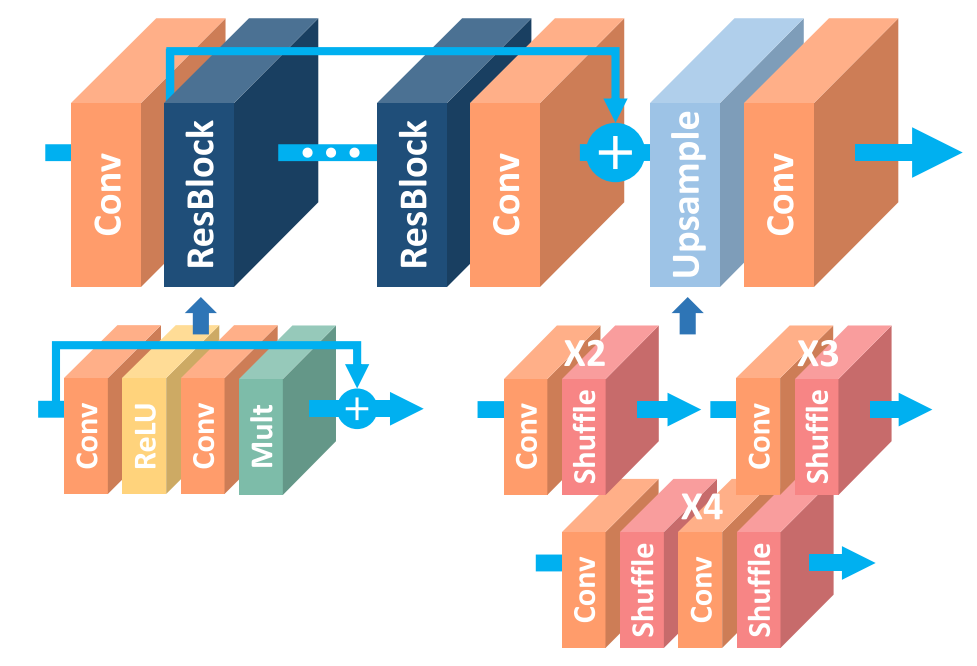 Conv
ResBlock
ResBlock
Conv
+
Upsample
Conv
Conv
ReLU
Conv
Mult
+
X2
Conv
Shuffle
X3
Conv
Shuffle
X4
Conv
Shuffle
Conv
Shuffle